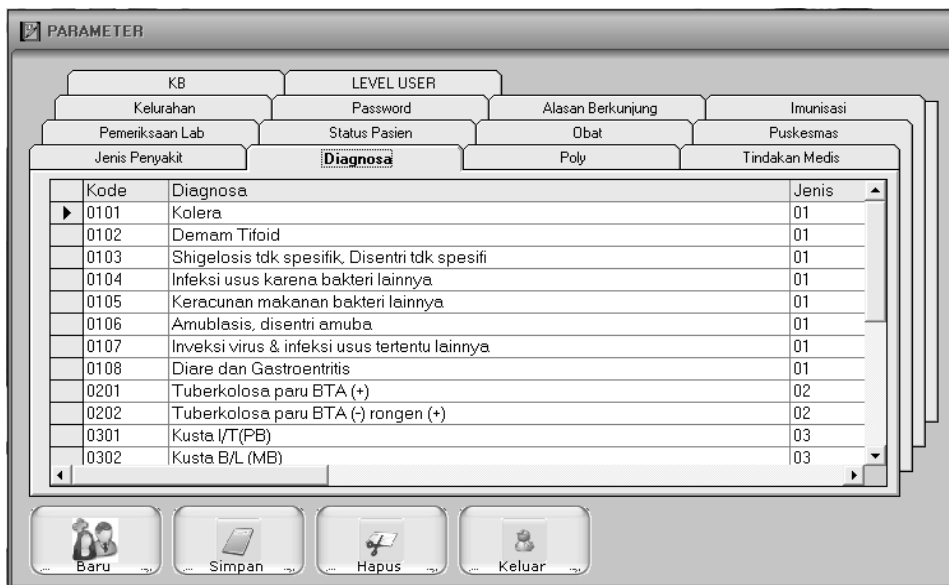 PARAMETER
KB LEVEL USER
Kelurahan Password Alasan Berkunjung Imunisasi
Pemeriksaan Lab Status Pasien Obat Puskesmas
Jenis Penyakit Diagnosa Poly Tindakan Medis
Kode Diagnosa Jenis
0101 Kolera 01
0102 Demam Tifoid 01
0103 Shigelosis tdk spesifik, Disentri tdk spesifi 01
0104 Infeksi usus karena bakteri lainnya 01
0105 Keracunan makanan bakteri lainnya 01
0106 Amublasis, disentri amuba 01
0107 Inveksi virus & infeksi usus tertentu lainnya 01
0108 Diare dan Gastroentritis 01
0201 Tuberkolosa paru BTA (+) 02
0202 Tuberkolosa paru BTA (-) rongen (+) 02
0301 Kusta I/T(PB) 03
0302 Kusta B/L (MB) 03
Baru Simpan Hapus Keluar